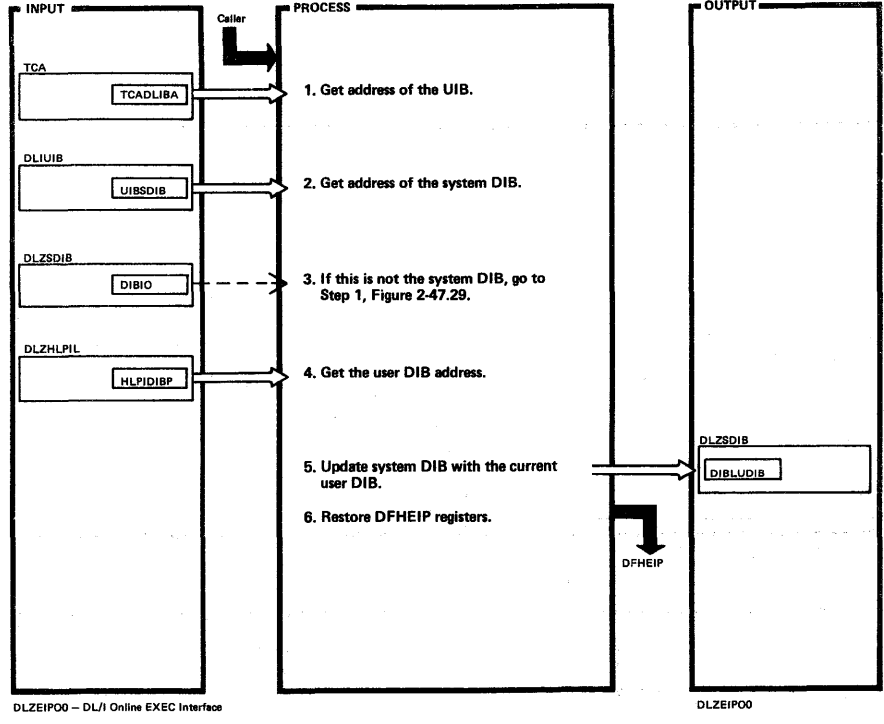 INPUT
Caller
PROCESS
OUTPUT
TCA
TCADLIBA
1. Get address of the UIB.
DLIUIB
UIBSDIB
2. Get address of the system DIB.
DLZSDIB
DIBIO
3. If this is not the system DIB, go to
Step 1, Figure 2-47.29.
DLZHLPIL
HLPIDIBP
4. Get the user DIB address.
5. Update system DIB with the current
user DIB.
DLZSDIB
DIBLUDIB
6. Restore DFHEIP registers.
DFHEIP
DLZEIPO0 — DL/I Online EXEC Interface
DLZEIPO0